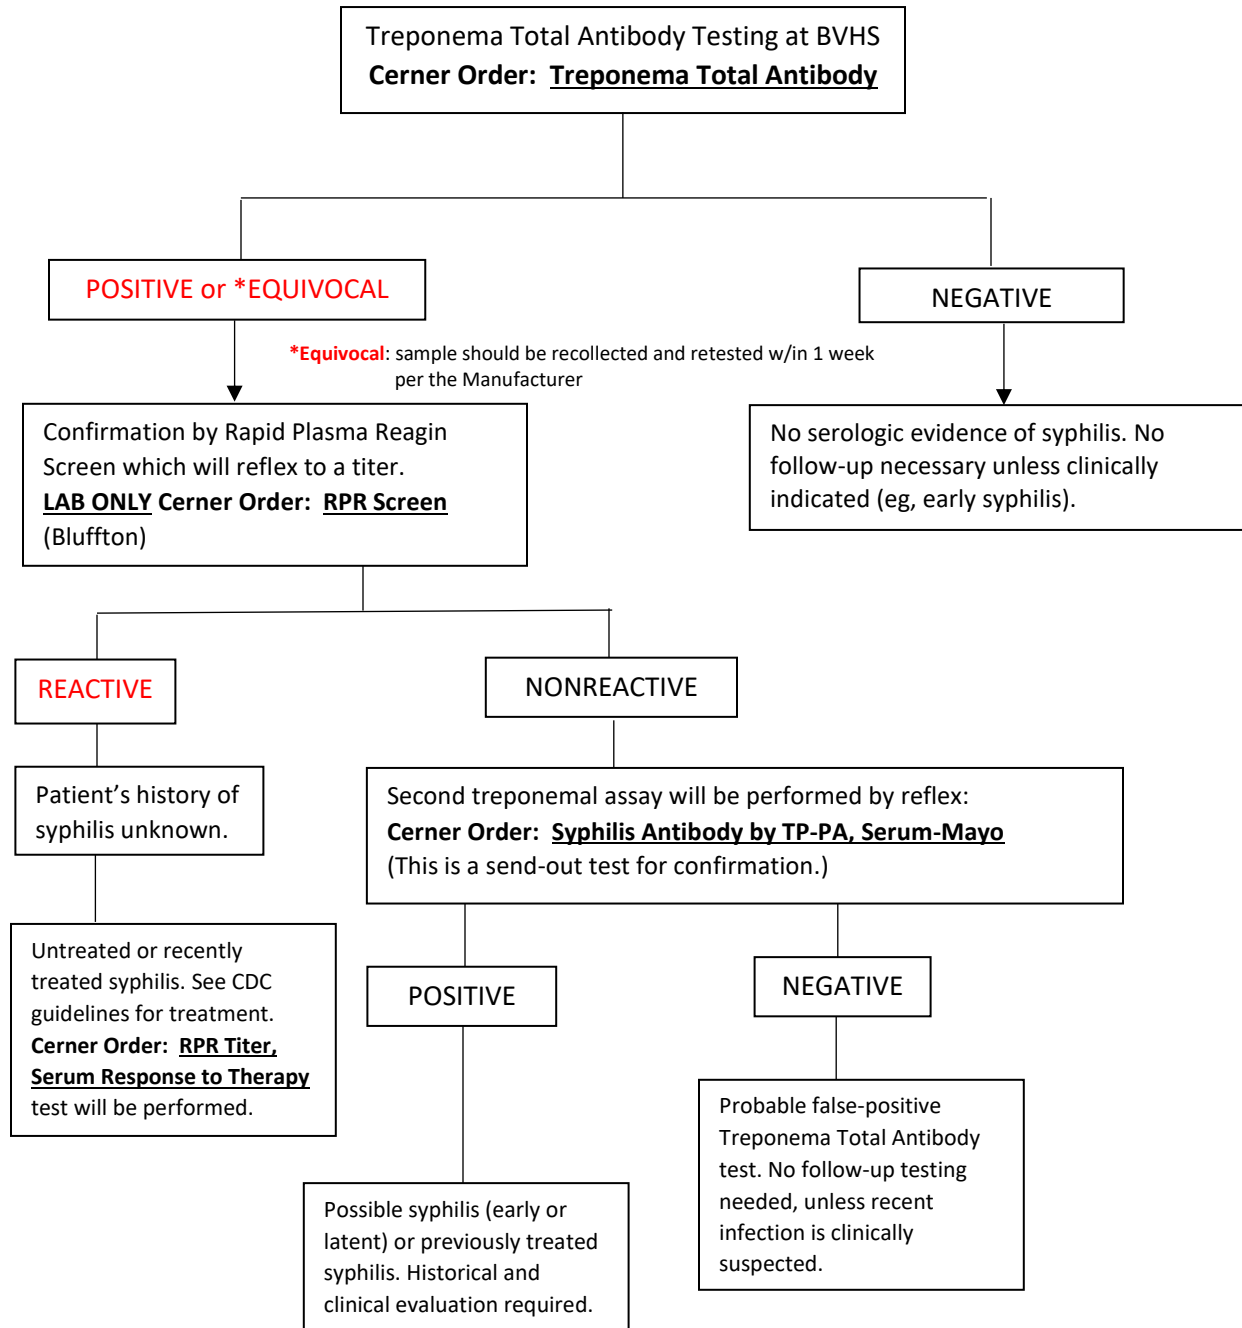 Treponema Total Antibody Testing at BVHS
Cerner Order: Treponema Total Antibody
POSITIVE or *EQUIVOCAL
NEGATIVE
*Equivocal: sample should be recollected and retested w/in 1 week
per the Manufacturer
Confirmation by Rapid Plasma Reagin
Screen which will reflex to a titer.
LAB ONLY Cerner Order: RPR Screen
(Bluffton)
No serologic evidence of syphilis. No
follow-up necessary unless clinically
indicated (eg, early syphilis).
REACTIVE
NONREACTIVE
Patient’s history of
syphilis unknown.
Second treponemal assay will be performed by reflex:
Cerner Order: Syphilis Antibody by TP-PA, Serum-Mayo
(This is a send-out test for confirmation.)
Untreated or recently
treated syphilis. See CDC
guidelines for treatment.
Cerner Order: RPR Titer,
Serum Response to Therapy
test will be performed.
POSITIVE
NEGATIVE
Possible syphilis (early or
latent) or previously treated
syphilis. Historical and
clinical evaluation required.
Probable false-positive
Treponema Total Antibody
test. No follow-up testing
needed, unless recent
infection is clinically
suspected.